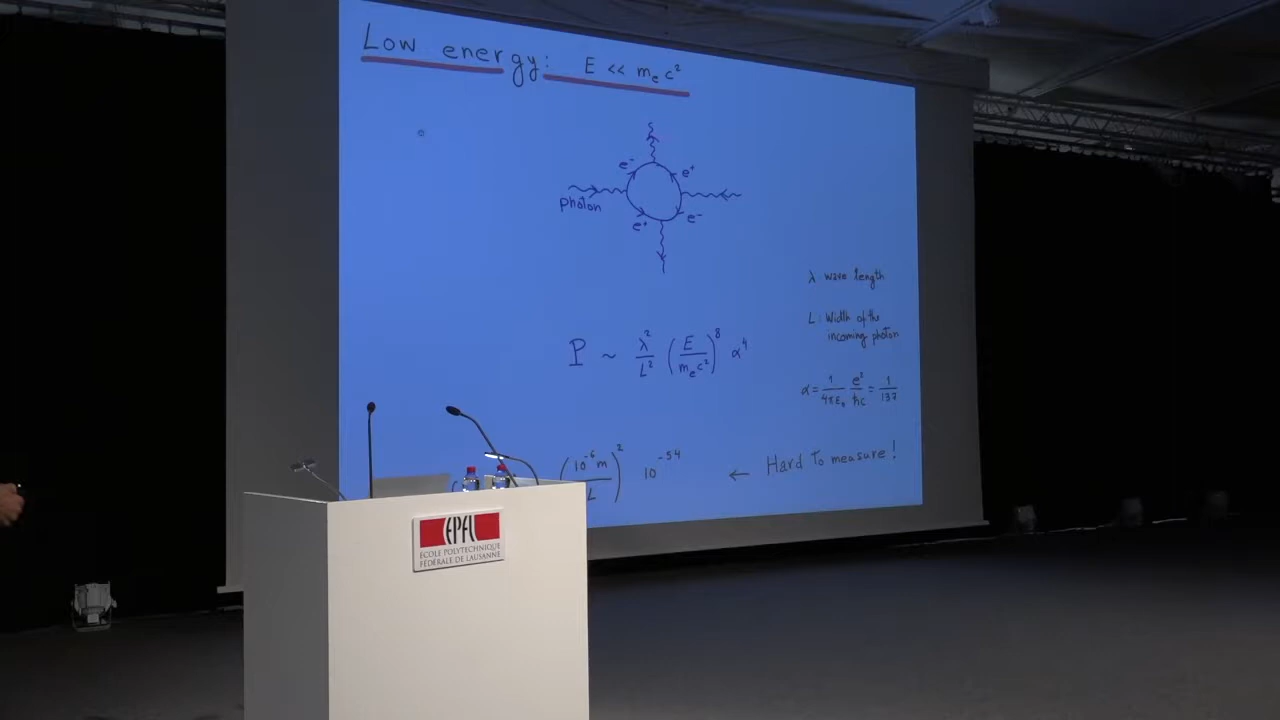 Low energy: E << mₑc²
e⁻
e⁺
photon
e⁺
e⁻
λ: wave length
L: Width of the
incoming photon
P ~ λ²/L² (E/mₑc²)⁸ α⁴
α = 1/4πε₀ e²/ħc = 1/137
(10⁻⁶m/L)² 10⁻⁵⁴ ← Hard to measure!
EPFL
ECOLE POLYTECHNIQUE
FÉDÉRALE DE LAUSANNE